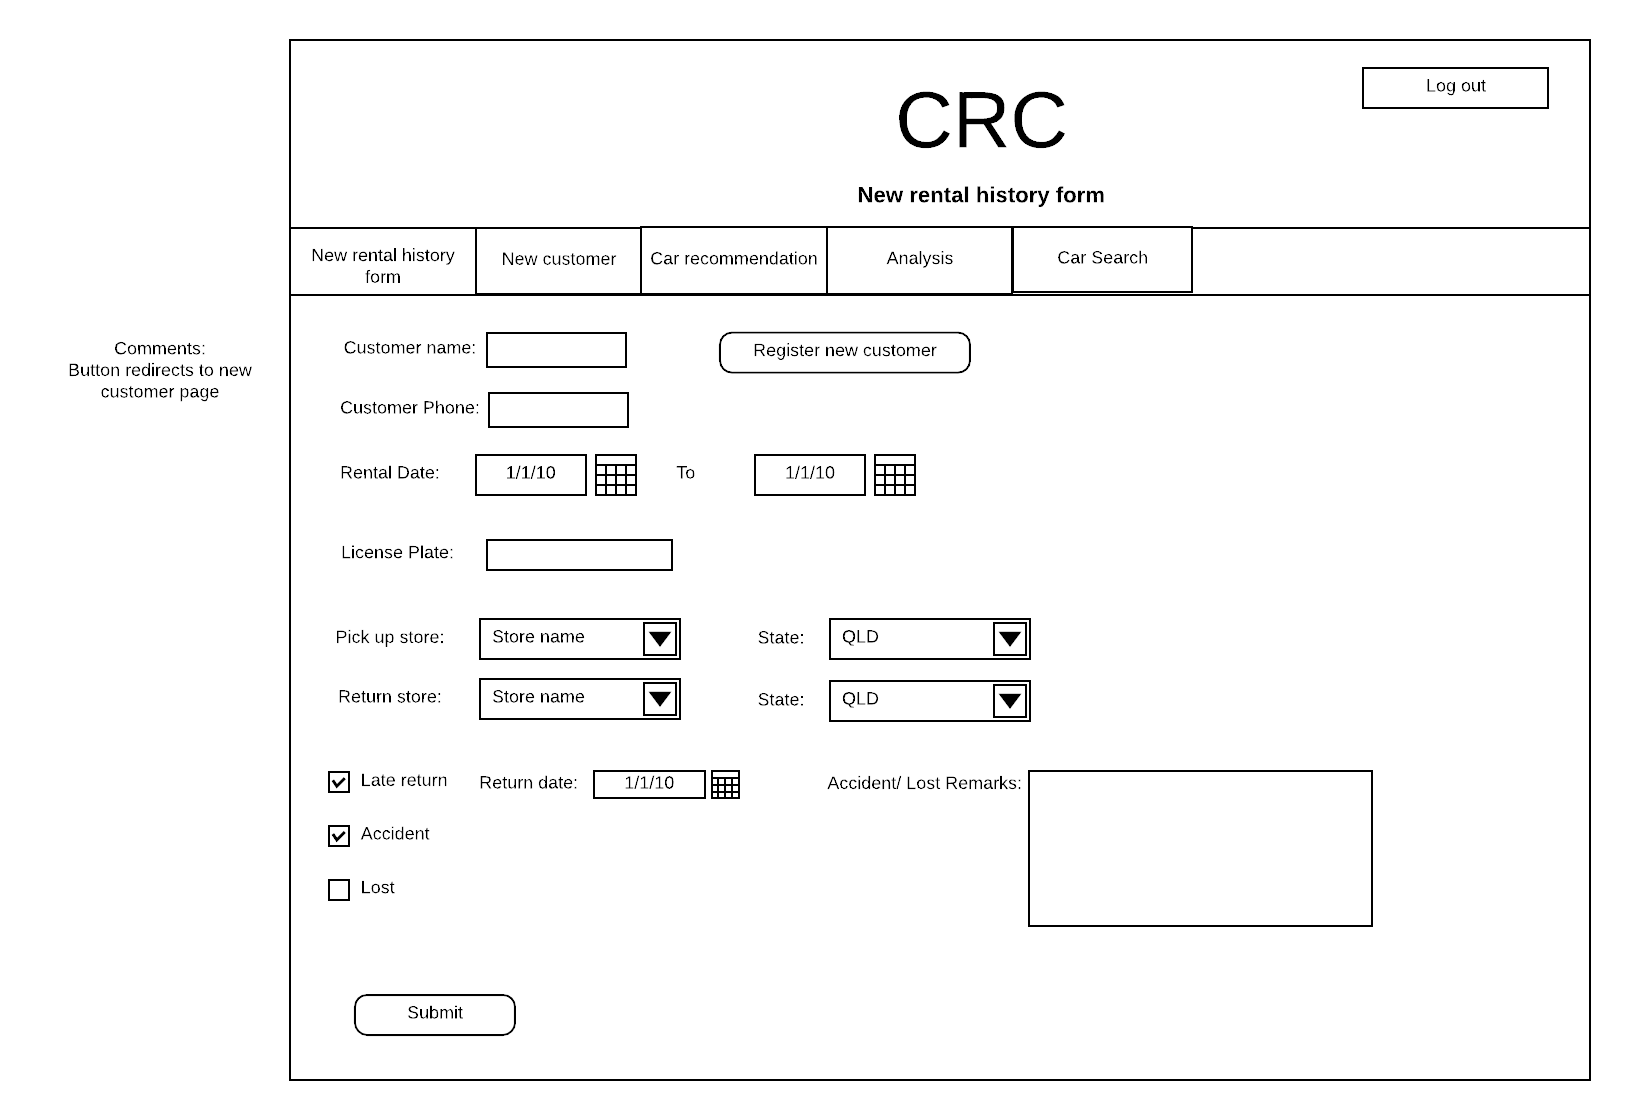 Log out
CRC
New rental history form
New rental history
form
New customer
Car recommendation
Analysis
Car Search
Comments:
Button redirects to new
customer page
Customer name:
Register new customer
Customer Phone:
Rental Date:
1/1/10
To
1/1/10
License Plate:
Pick up store:
Store name
State:
QLD
Return store:
Store name
State:
QLD
Late return
Return date:
1/1/10
Accident/ Lost Remarks:
Accident
Lost
Submit